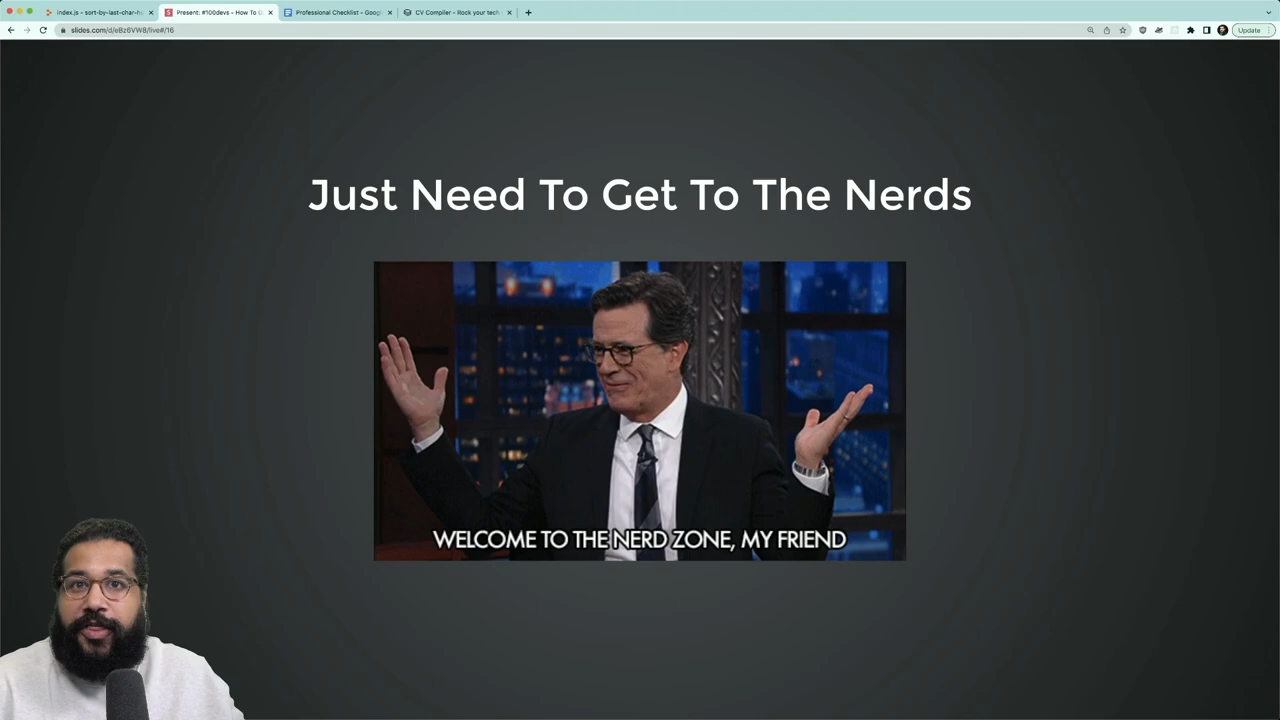 index.js - sort-by-last-char-h
Present: #100devs - How To G
Professional Checklist - Goog
CV Compiler - Rock your tech
slides.com/d/eBz6VW8/live#/16
Update
Just Need To Get To The Nerds
WELCOME TO THE NERD ZONE, MY FRIEND